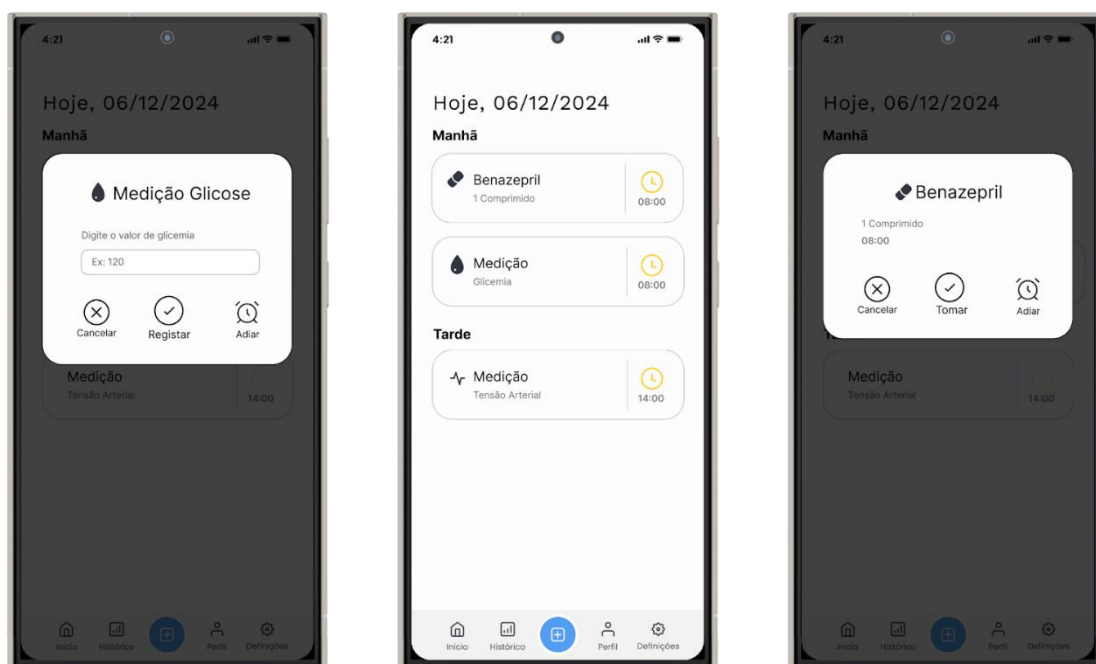 4:21
Hoje, 06/12/2024
Manhã
Medição Glicose
Digite o valor de glicemia
Ex: 120
Cancelar Registar Adiar
Medição
Tensão Arterial
14:00
Início Histórico Perfil Definições
4:21
Hoje, 06/12/2024
Manhã
Benazepril
1 Comprimido
08:00
Medição
Glicemia
08:00
Tarde
Medição
Tensão Arterial
14:00
Início Histórico Perfil Definições
4:21
Hoje, 06/12/2024
Manhã
Benazepril
1 Comprimido
08:00
Cancelar Tomar Adiar
Medição
Tensão Arterial
14:00
Início Histórico Perfil Definições